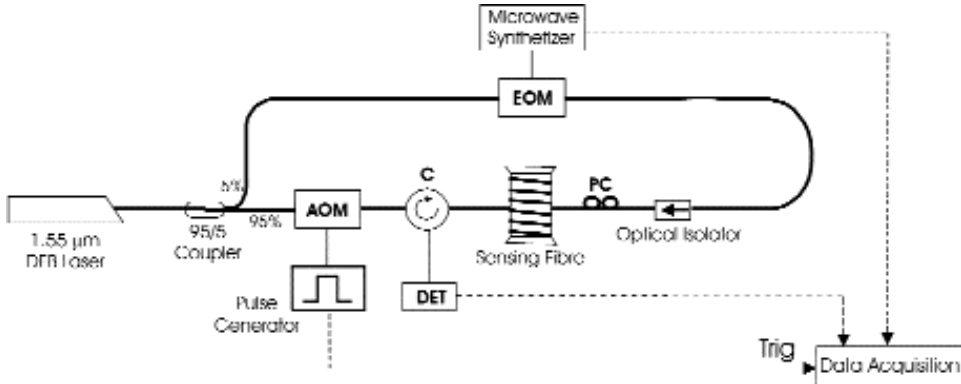 Microwave
Synthetizer
EOM
5%
95%
AOM
C
PC
1.55 µm
DFB Laser
95/5
Coupler
Sensing Fibre
Optical Isolator
Pulse
Generator
DET
Trig
Data Acquisition